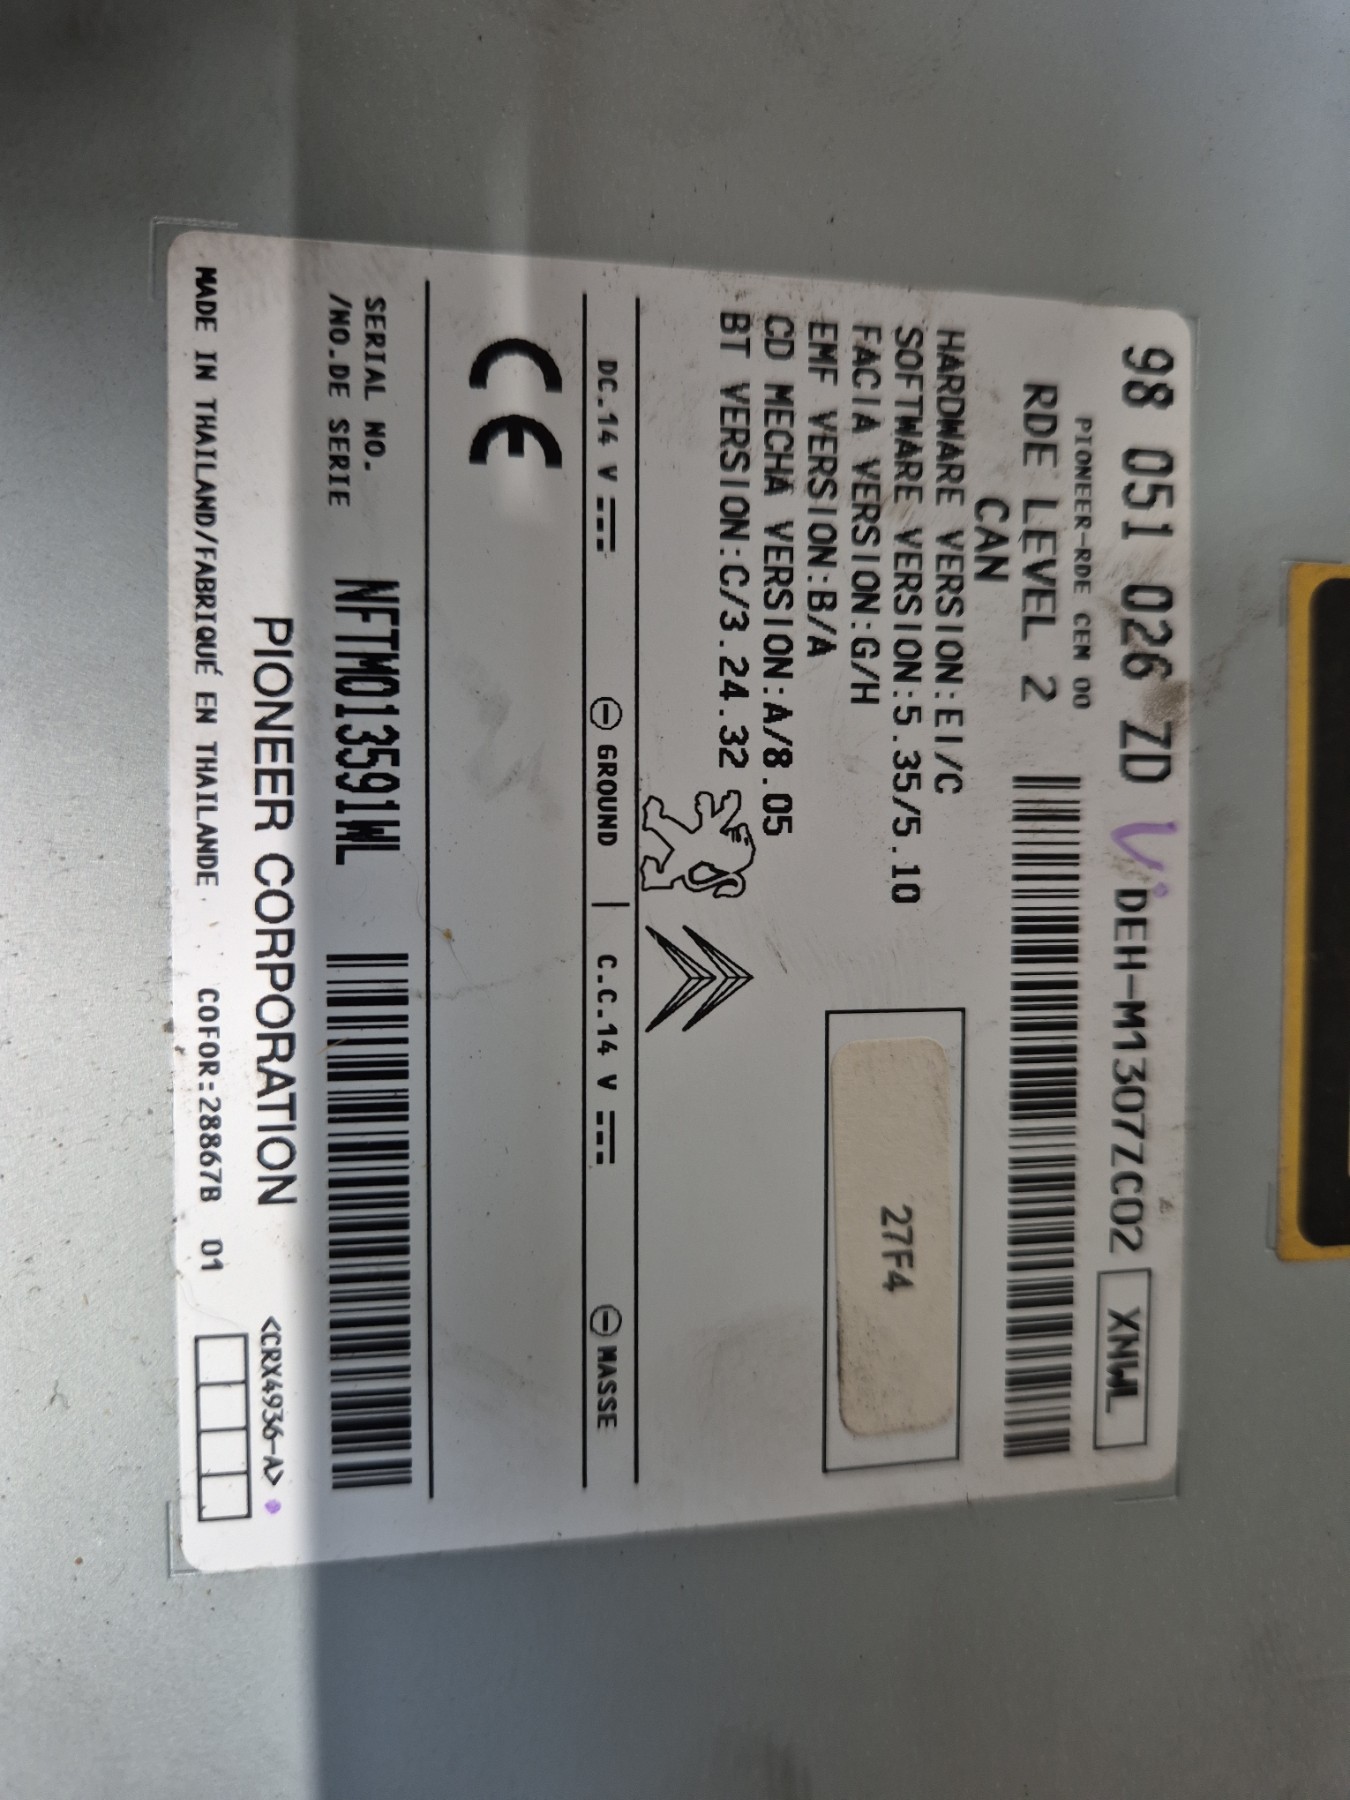 98 051 026 ZD DEH-M1307ZC02 XNWL
PIONEER-RDE CEM 00
RDE LEVEL 2
CAN
HARDWARE VERSION:EI/C
SOFTWARE VERSION:5.35/5.10
FACIA VERSION:G/H
EMF VERSION:B/A
CD MECHA VERSION:A/8.05
BT VERSION:C/3.24.32
27F4
DC.14 V GROUND | C.C.14 V MASSE
CE
SERIAL NO.
/NO.DE SERIE
NFTM013591WL
PIONEER CORPORATION <CRX4936-A>
MADE IN THAILAND/FABRIQUÉ EN THAILANDE COFOR:28867B 01